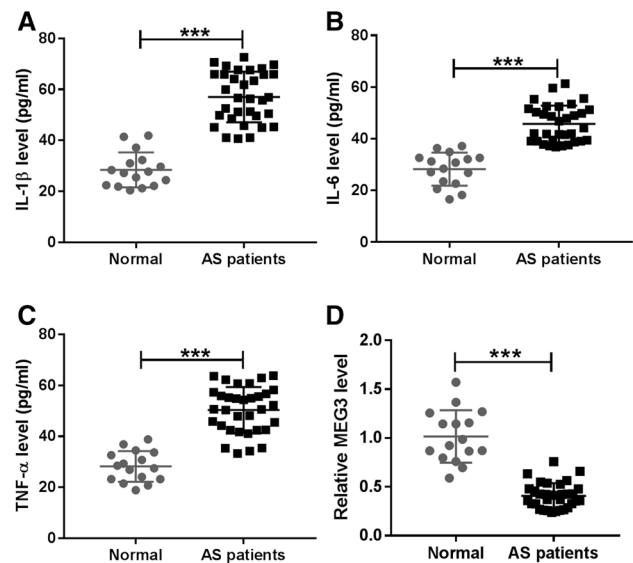 A
IL-1β level (pg/ml)
80
60
40
20
0
***
Normal
AS patients
B
IL-6 level (pg/ml)
80
60
40
20
0
***
Normal
AS patients
C
TNF-α level (pg/ml)
80
60
40
20
0
***
Normal
AS patients
D
Relative MEG3 level
2.0
1.5
1.0
0.5
0.0
***
Normal
AS patients